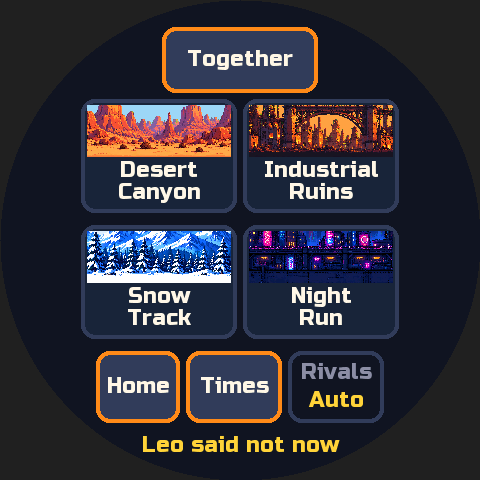 Together
Desert
Canyon
Industrial
Ruins
Snow
Track
Night
Run
Home
Times
Rivals
Auto
Leo said not now